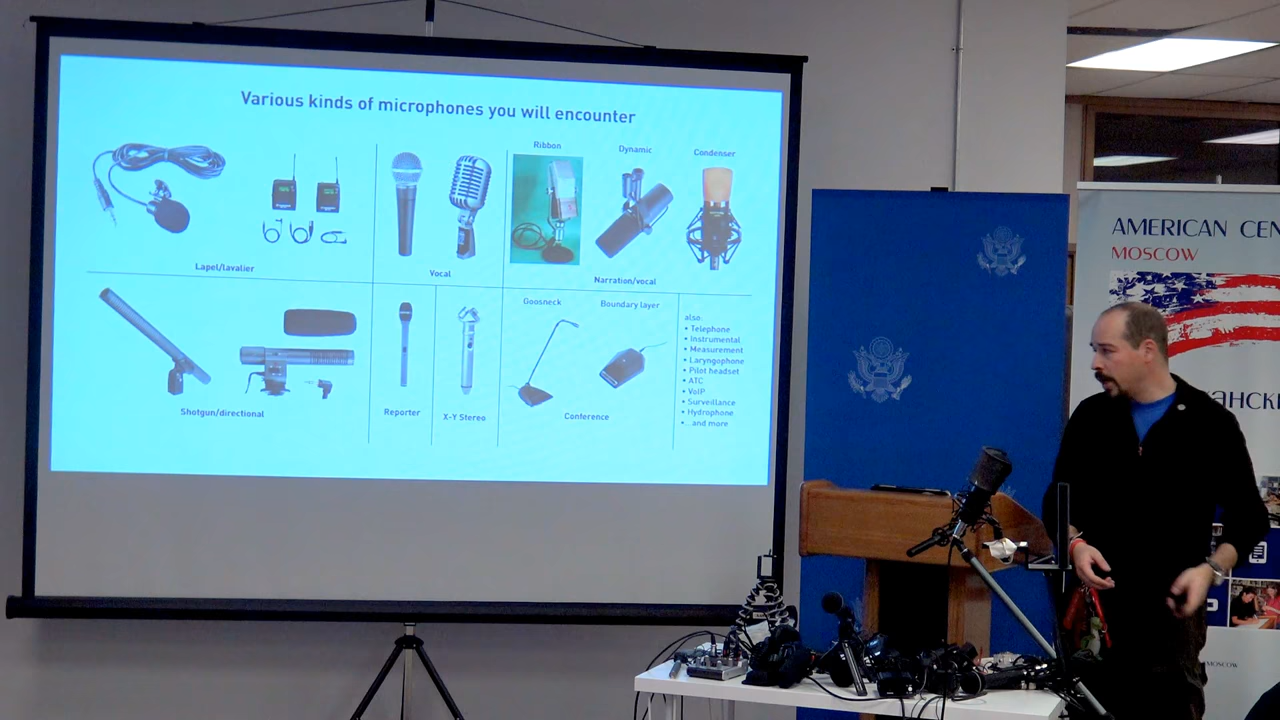 Various kinds of microphones you will encounter
Ribbon
Dynamic
Condenser
Lapel/lavalier
Vocal
Narration/vocal
Goosneck
Boundary layer
also:
• Telephone
• Instrumental
• Measurement
• Laryngophone
• Pilot headset
• ATC
• VoIP
• Surveillance
• Hydrophone
• ...and more
Shotgun/directional
Reporter
X-Y Stereo
Conference
AMERICAN CEN
MOSCOW
АНСКИ
MOSCOW